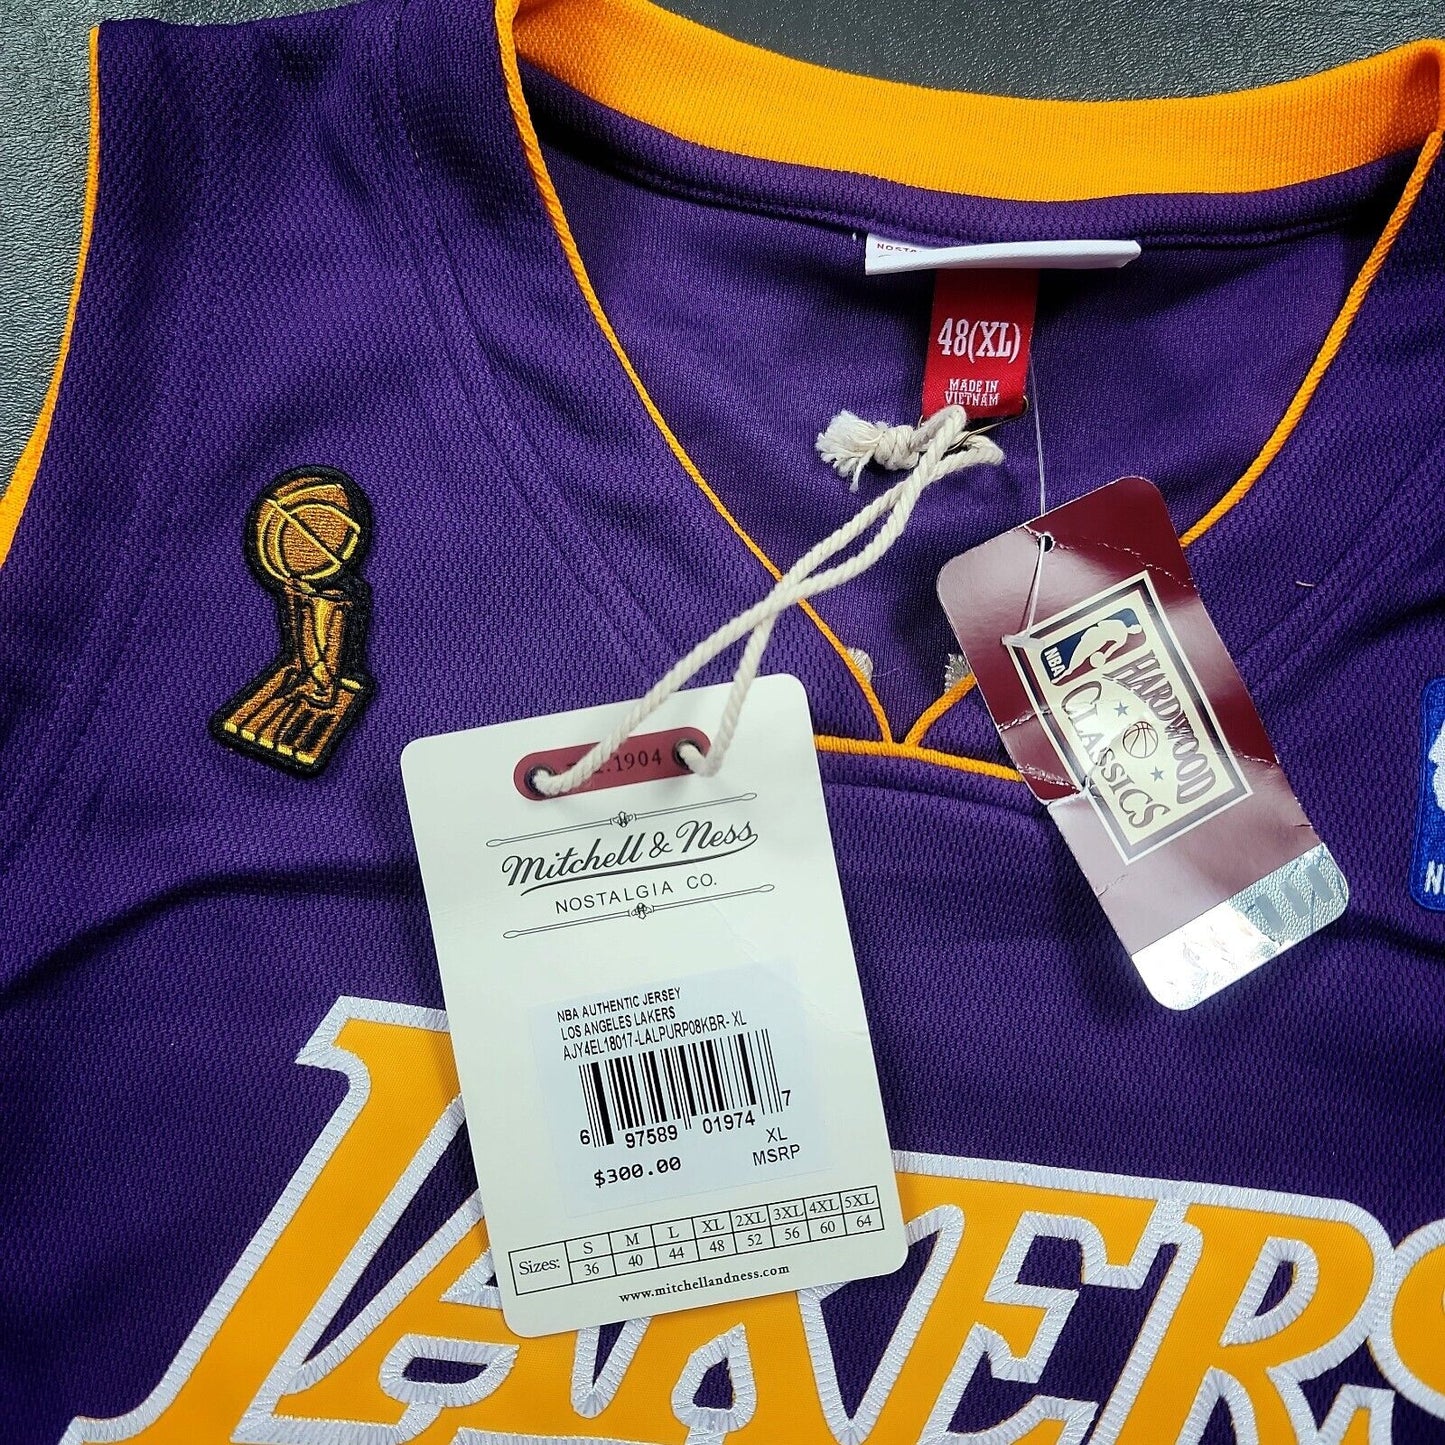 48(XL)
MADE IN
VIETNAM
NBA
HARDWOOD
CLASSICS
.1904
Mitchell & Ness
NOSTALGIA CO.
NBA AUTHENTIC JERSEY
LOS ANGELES LAKERS
AJY4EL18017-LALPURP08KBR- XL
6 97589 01974 7
XL
$300.00 MSRP
Sizes: S M L XL 2XL 3XL 4XL 5XL
36 40 44 48 52 56 60 64
www.mitchellandness.com
LAKERS